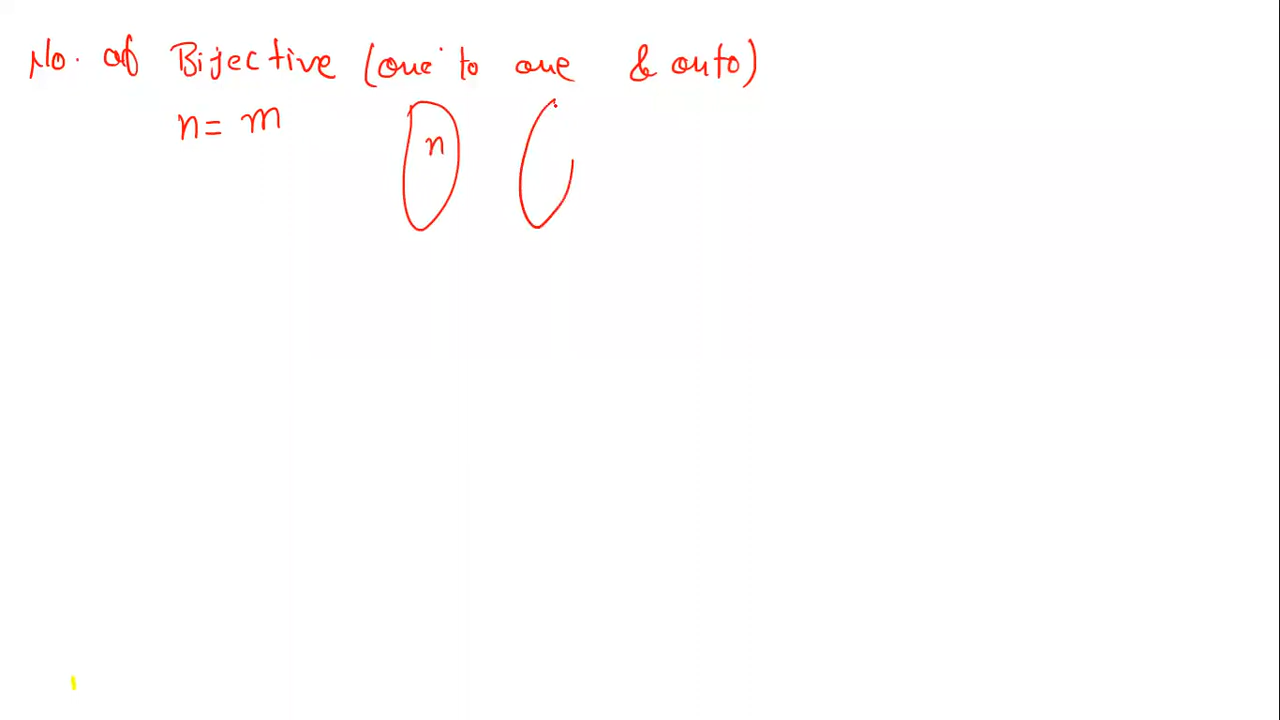 No. of Bijective (one to one & onto)
n = m
n